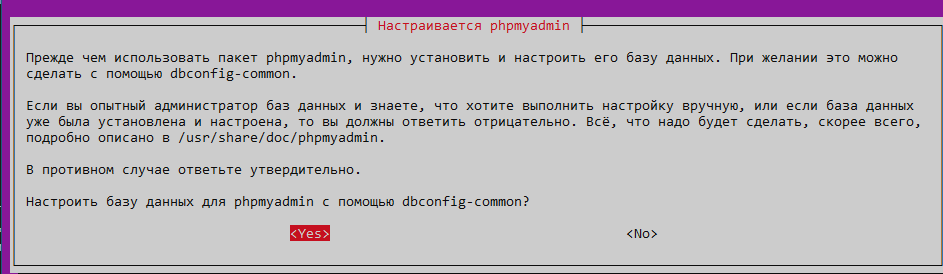 Настраивается phpmyadmin
Прежде чем использовать пакет phpmyadmin, нужно установить и настроить его базу данных. При желании это можно
сделать с помощью dbconfig-common.
Если вы опытный администратор баз данных и знаете, что хотите выполнить настройку вручную, или если база данных
уже была установлена и настроена, то вы должны ответить отрицательно. Всё, что надо будет сделать, скорее всего,
подробно описано в /usr/share/doc/phpmyadmin.
В противном случае ответьте утвердительно.
Настроить базу данных для phpmyadmin с помощью dbconfig-common?
<Yes> <No>